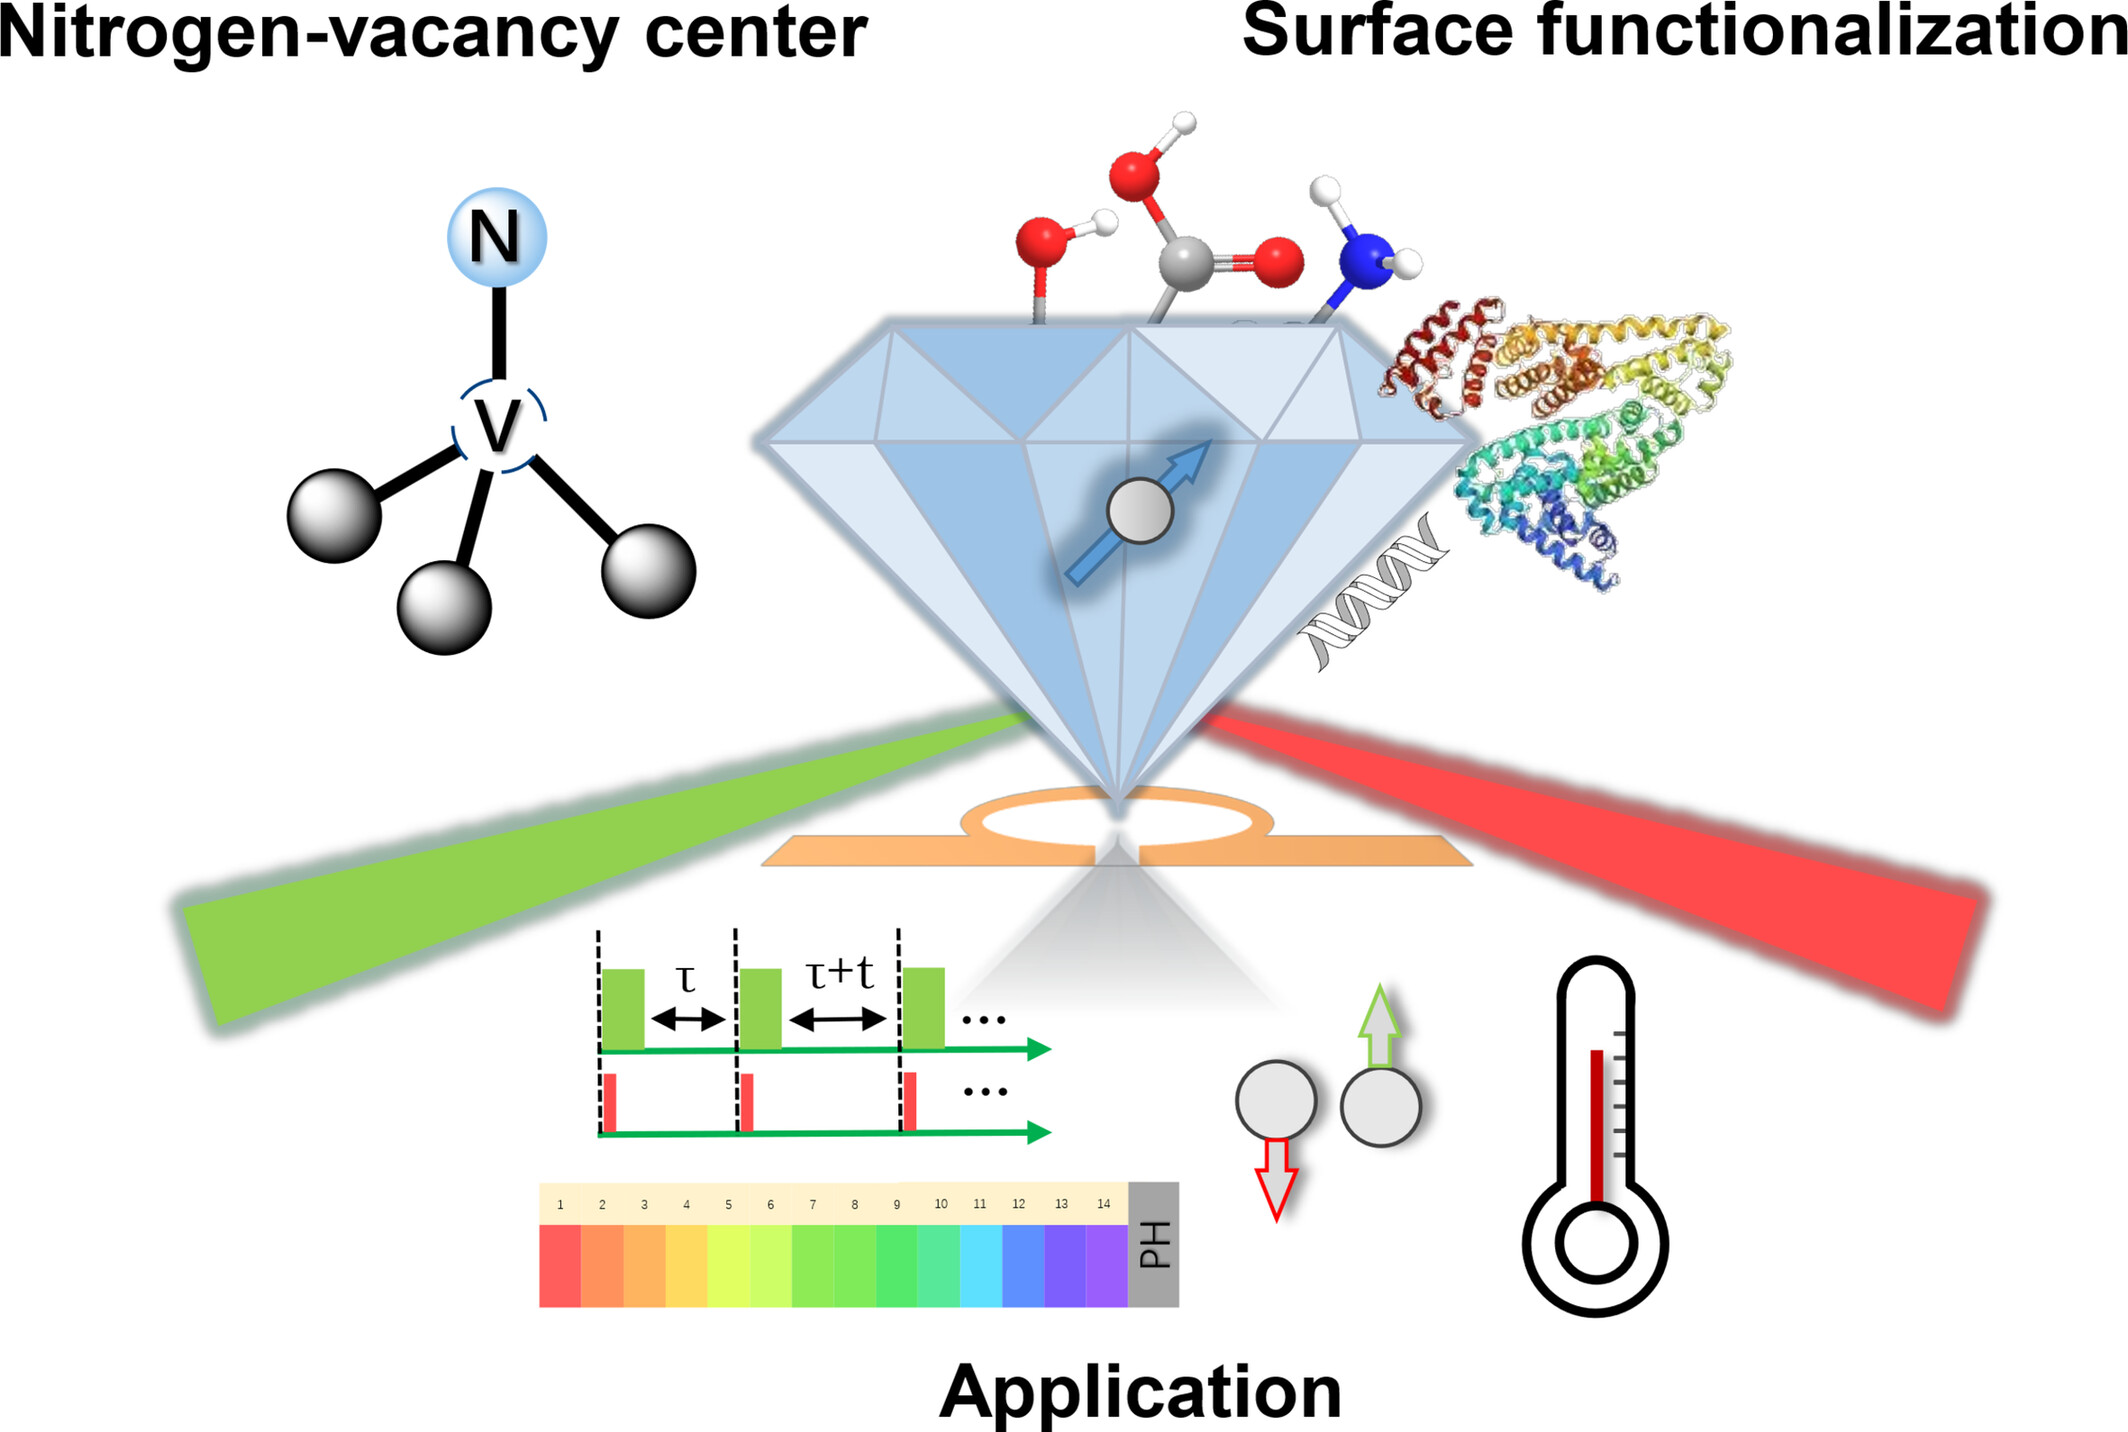 Nitrogen-vacancy center
Surface functionalization
N
V
τ
τ+t
...
...
1 2 3 4 5 6 7 8 9 10 11 12 13 14
PH
Application